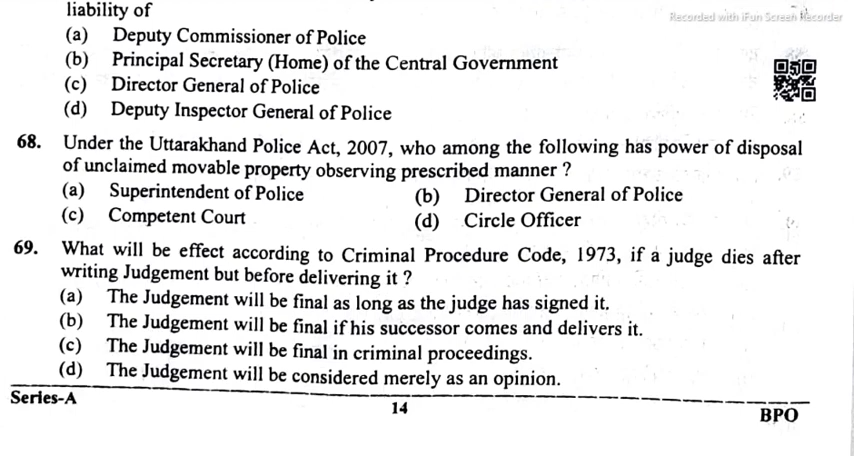 liability of
Recorded with iFun Screen Recorder
(a) Deputy Commissioner of Police
(b) Principal Secretary (Home) of the Central Government
(c) Director General of Police
(d) Deputy Inspector General of Police
68. Under the Uttarakhand Police Act, 2007, who among the following has power of disposal
of unclaimed movable property observing prescribed manner ?
(a) Superintendent of Police (b) Director General of Police
(c) Competent Court (d) Circle Officer
69. What will be effect according to Criminal Procedure Code, 1973, if a judge dies after
writing Judgement but before delivering it ?
(a) The Judgement will be final as long as the judge has signed it.
(b) The Judgement will be final if his successor comes and delivers it.
(c) The Judgement will be final in criminal proceedings.
(d) The Judgement will be considered merely as an opinion.
Series-A 14 BPO